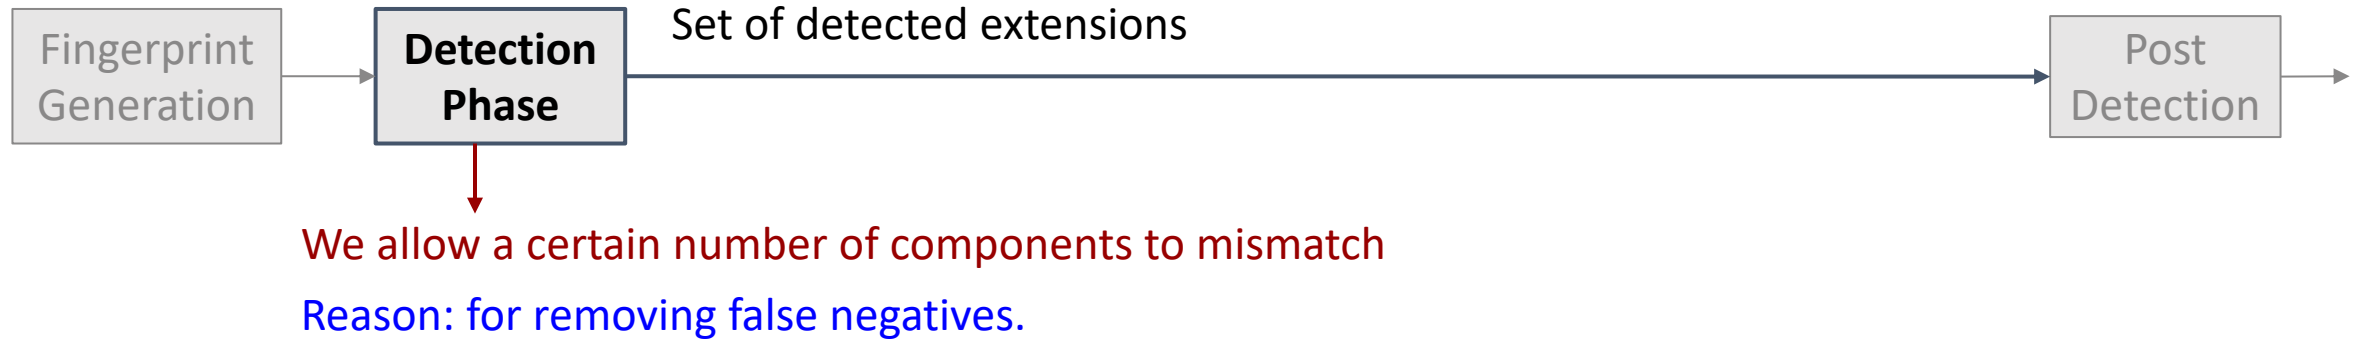 Fingerprint
Generation
Detection
Phase
Set of detected extensions
Post
Detection
We allow a certain number of components to mismatch
Reason: for removing false negatives.